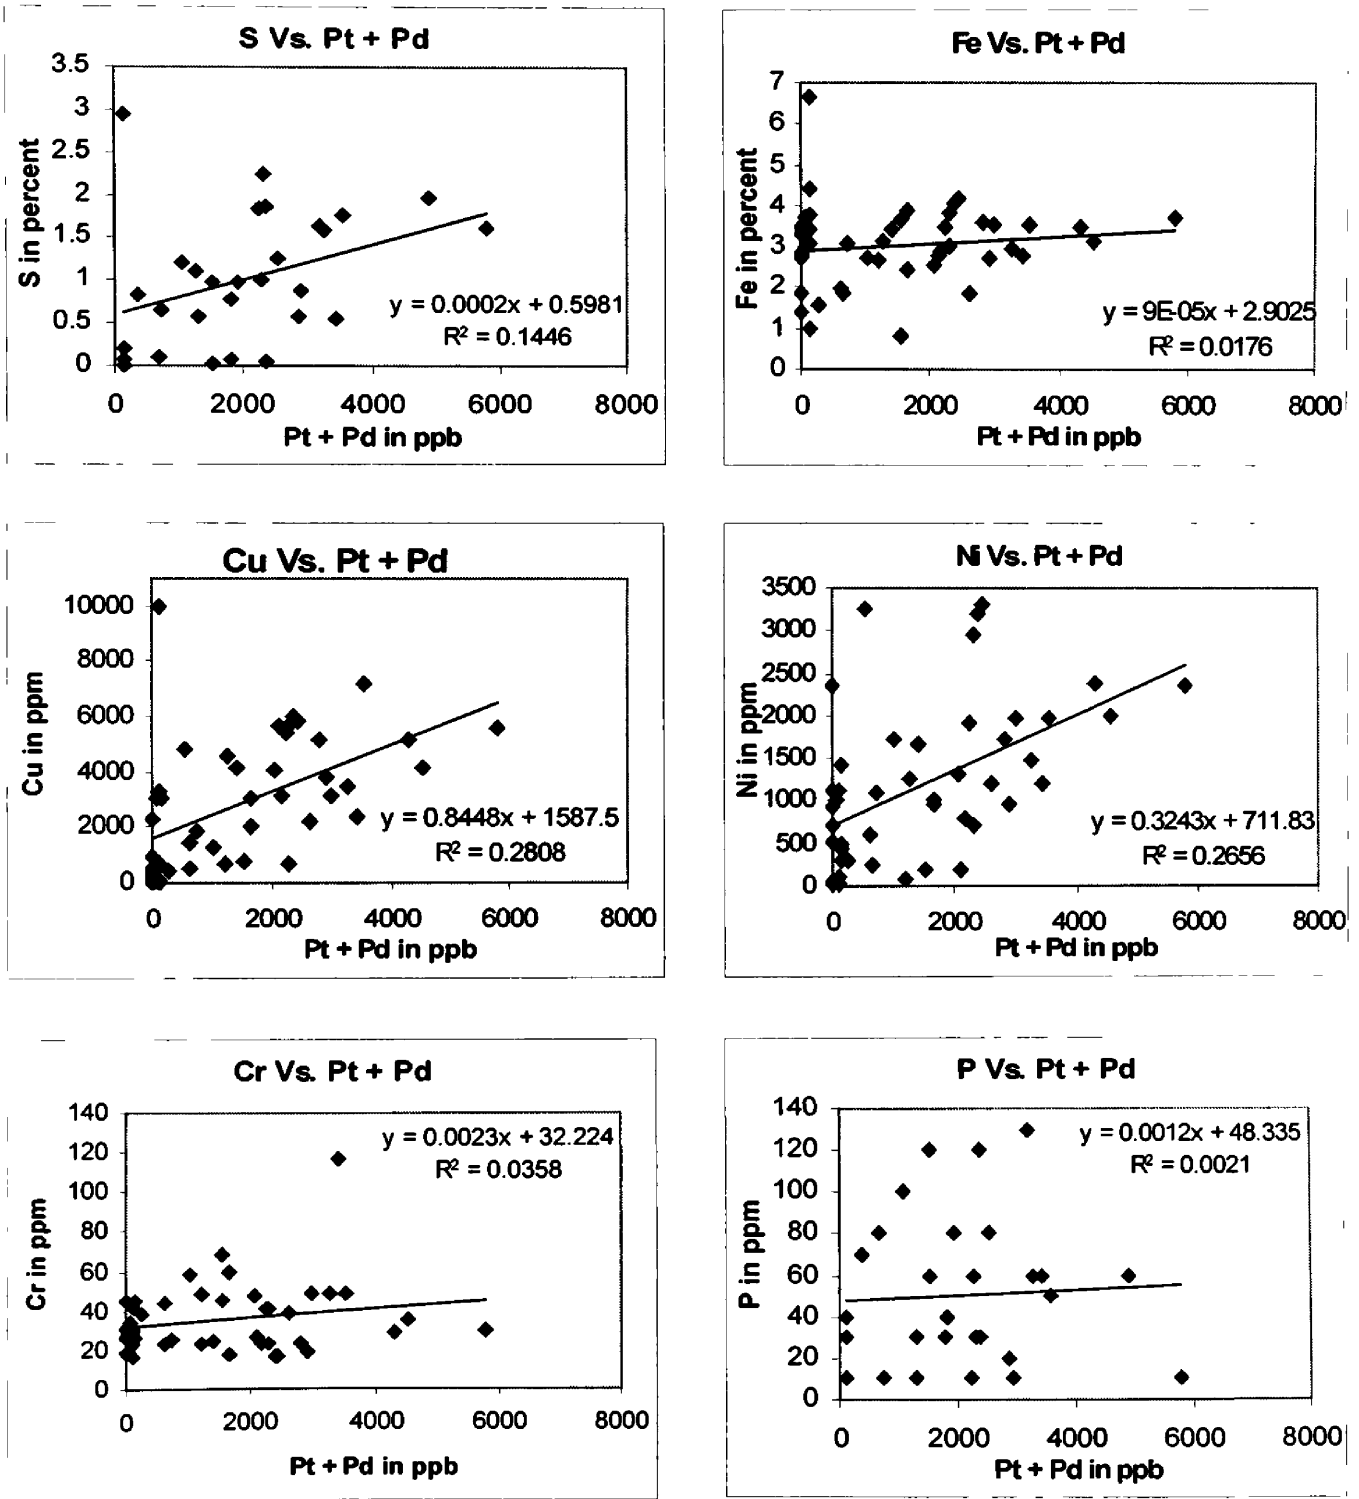 S Vs. Pt + Pd
3.5
3
2.5
2
1.5
1
0.5
0
S in percent
y = 0.0002x + 0.5981
R² = 0.1446
0 2000 4000 6000 8000
Pt + Pd in ppb
Fe Vs. Pt + Pd
7
6
5
4
3
2
1
0
Fe in percent
y = 9E-05x + 2.9025
R² = 0.0176
0 2000 4000 6000 8000
Pt + Pd in ppb
Cu Vs. Pt + Pd
10000
8000
6000
4000
2000
0
Cu in ppm
y = 0.8448x + 1587.5
R² = 0.2808
0 2000 4000 6000 8000
Pt + Pd in ppb
Ni Vs. Pt + Pd
3500
3000
2500
2000
1500
1000
500
0
Ni in ppm
y = 0.3243x + 711.83
R² = 0.2656
0 2000 4000 6000 8000
Pt + Pd in ppb
Cr Vs. Pt + Pd
140
120
100
80
60
40
20
0
Cr in ppm
y = 0.0023x + 32.224
R² = 0.0358
0 2000 4000 6000 8000
Pt + Pd in ppb
P Vs. Pt + Pd
140
120
100
80
60
40
20
0
P in ppm
y = 0.0012x + 48.335
R² = 0.0021
0 2000 4000 6000 8000
Pt + Pd in ppb